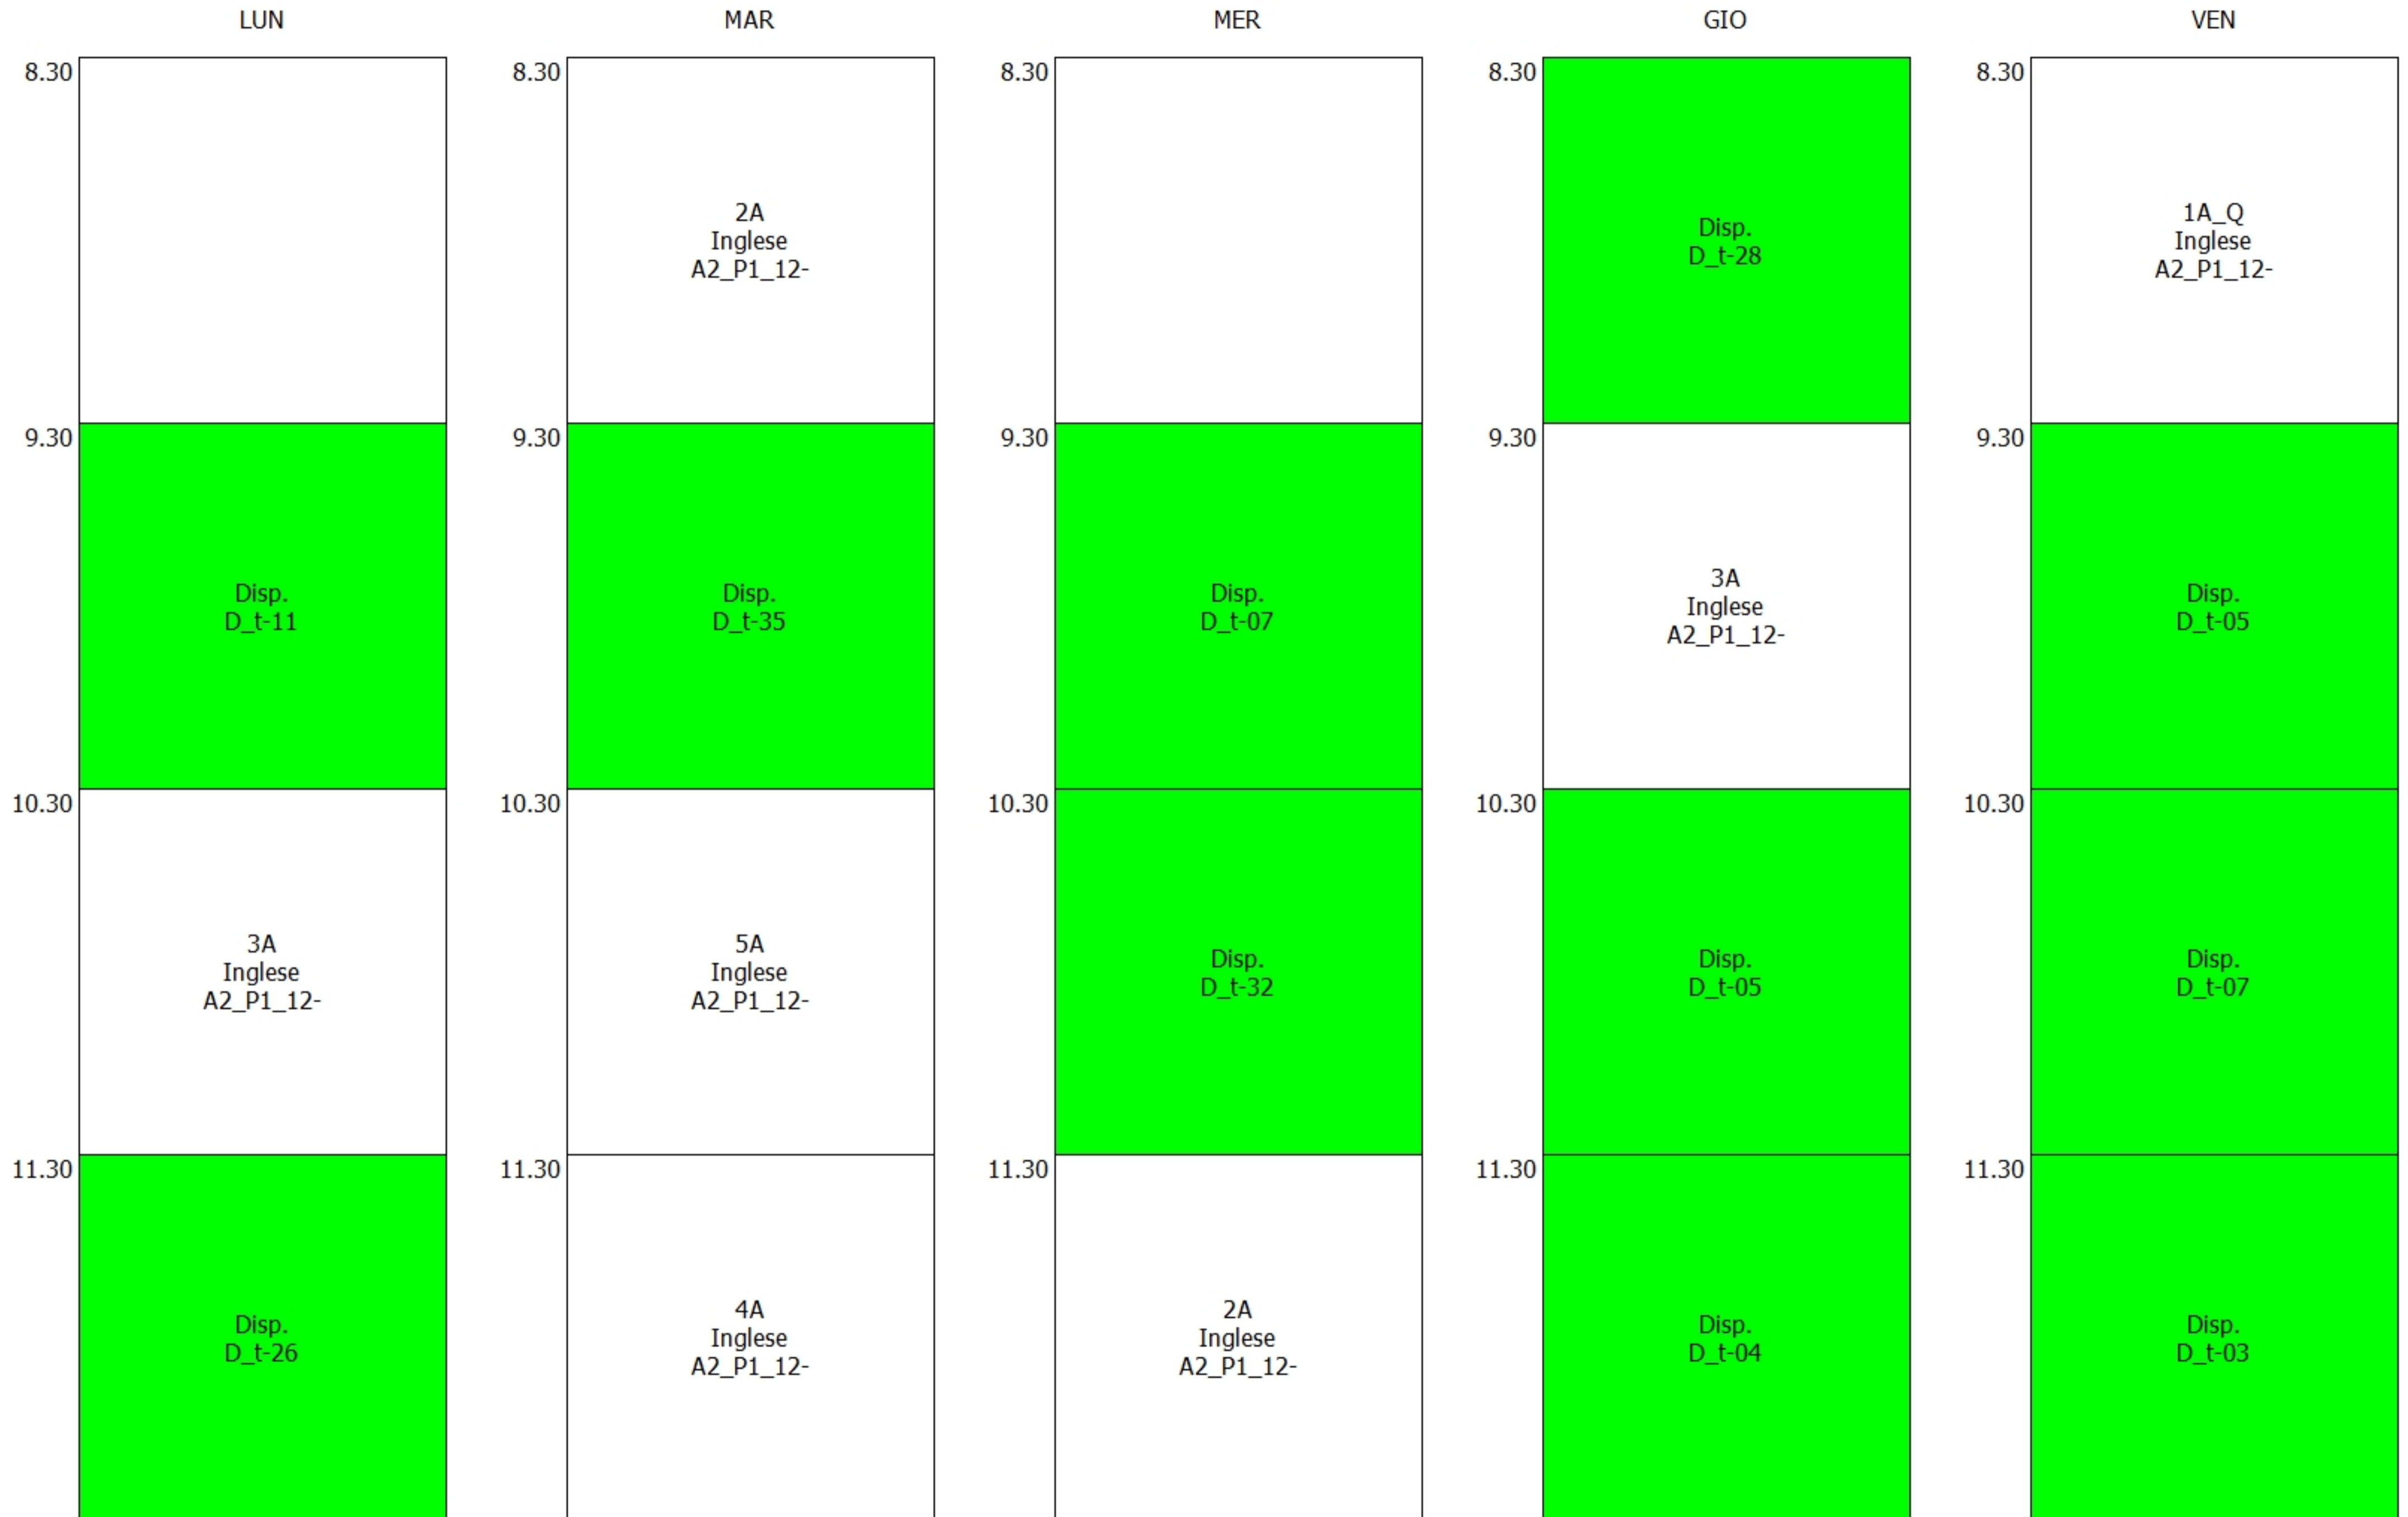 LUN
MAR
MER
GIO
VEN
8.30
8.30
2A
Inglese
A2_P1_12-
8.30
8.30
Disp.
D_t-28
8.30
1A_Q
Inglese
A2_P1_12-
9.30
Disp.
D_t-11
9.30
Disp.
D_t-35
9.30
Disp.
D_t-07
9.30
3A
Inglese
A2_P1_12-
9.30
Disp.
D_t-05
10.30
3A
Inglese
A2_P1_12-
10.30
5A
Inglese
A2_P1_12-
10.30
Disp.
D_t-32
10.30
Disp.
D_t-05
10.30
Disp.
D_t-07
11.30
Disp.
D_t-26
11.30
4A
Inglese
A2_P1_12-
11.30
2A
Inglese
A2_P1_12-
11.30
Disp.
D_t-04
11.30
Disp.
D_t-03